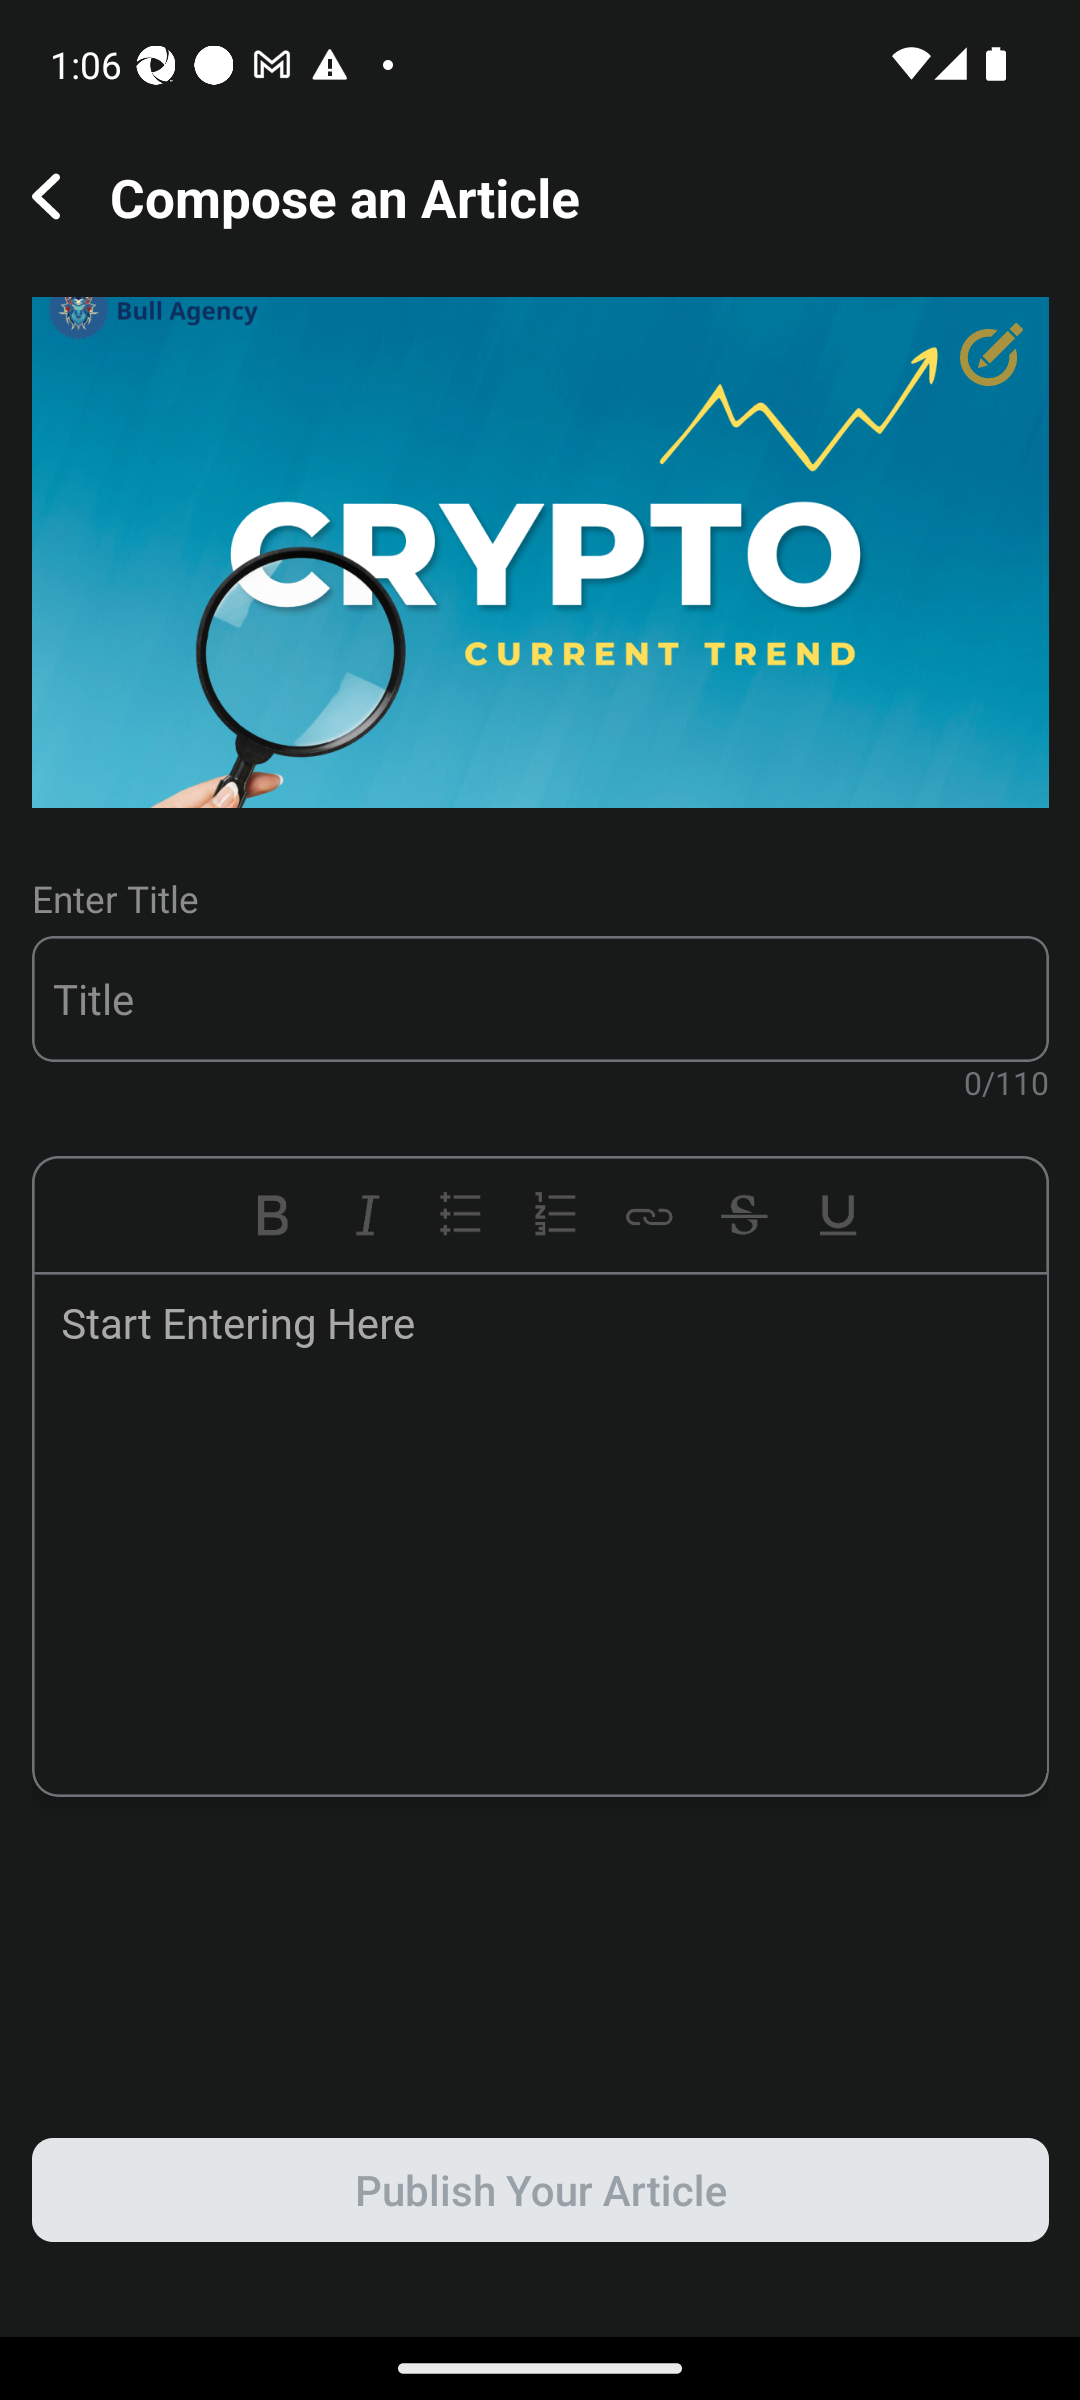 1:06
Compose an Article
Bull Agency
CRYPTO
CURRENT TREND
Enter Title
Title
0/110
B I S U
Start Entering Here
Publish Your Article